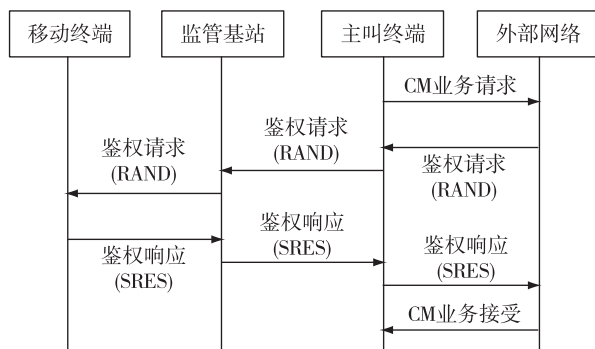 移动终端
监管基站
主叫终端
外部网络
CM业务请求
鉴权请求
(RAND)
鉴权请求
(RAND)
鉴权请求
(RAND)
鉴权响应
(SRES)
鉴权响应
(SRES)
鉴权响应
(SRES)
CM业务接受